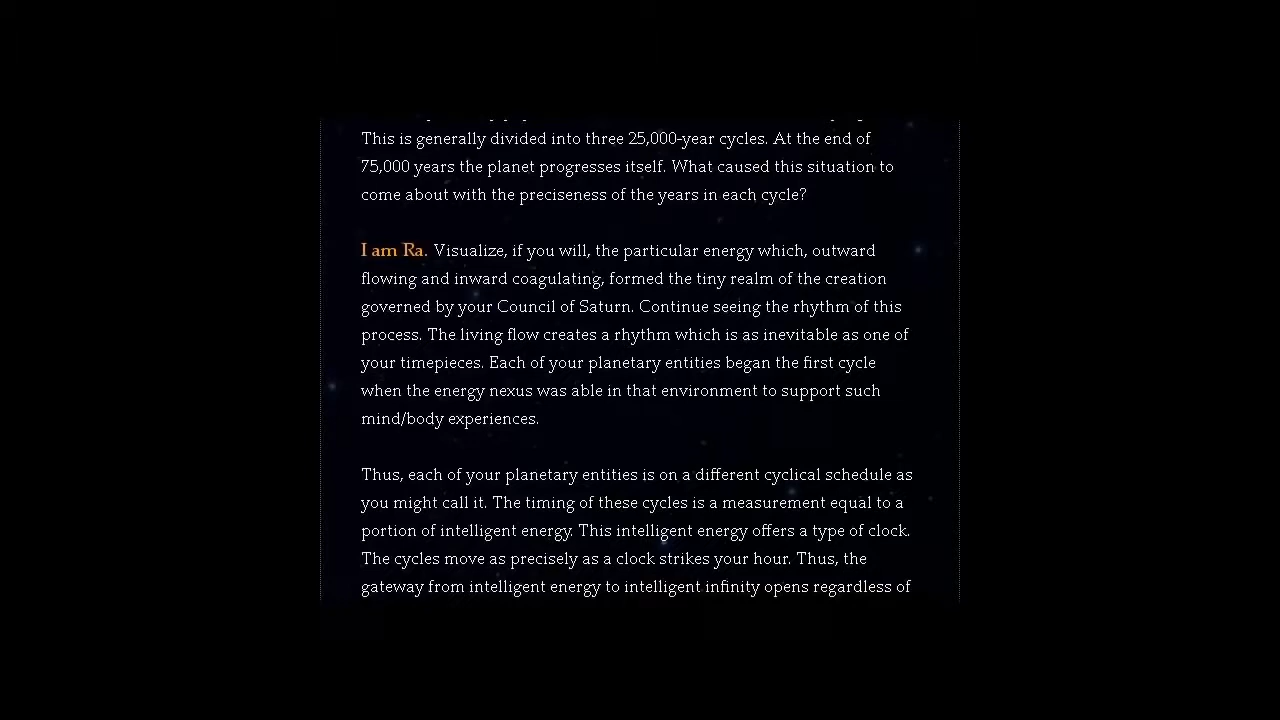 This is generally divided into three 25,000-year cycles. At the end of
75,000 years the planet progresses itself. What caused this situation to
come about with the preciseness of the years in each cycle?
I am Ra. Visualize, if you will, the particular energy which, outward
flowing and inward coagulating, formed the tiny realm of the creation
governed by your Council of Saturn. Continue seeing the rhythm of this
process. The living flow creates a rhythm which is as inevitable as one of
your timepieces. Each of your planetary entities began the first cycle
when the energy nexus was able in that environment to support such
mind/body experiences.
Thus, each of your planetary entities is on a different cyclical schedule as
you might call it. The timing of these cycles is a measurement equal to a
portion of intelligent energy. This intelligent energy offers a type of clock.
The cycles move as precisely as a clock strikes your hour. Thus, the
gateway from intelligent energy to intelligent infinity opens regardless of